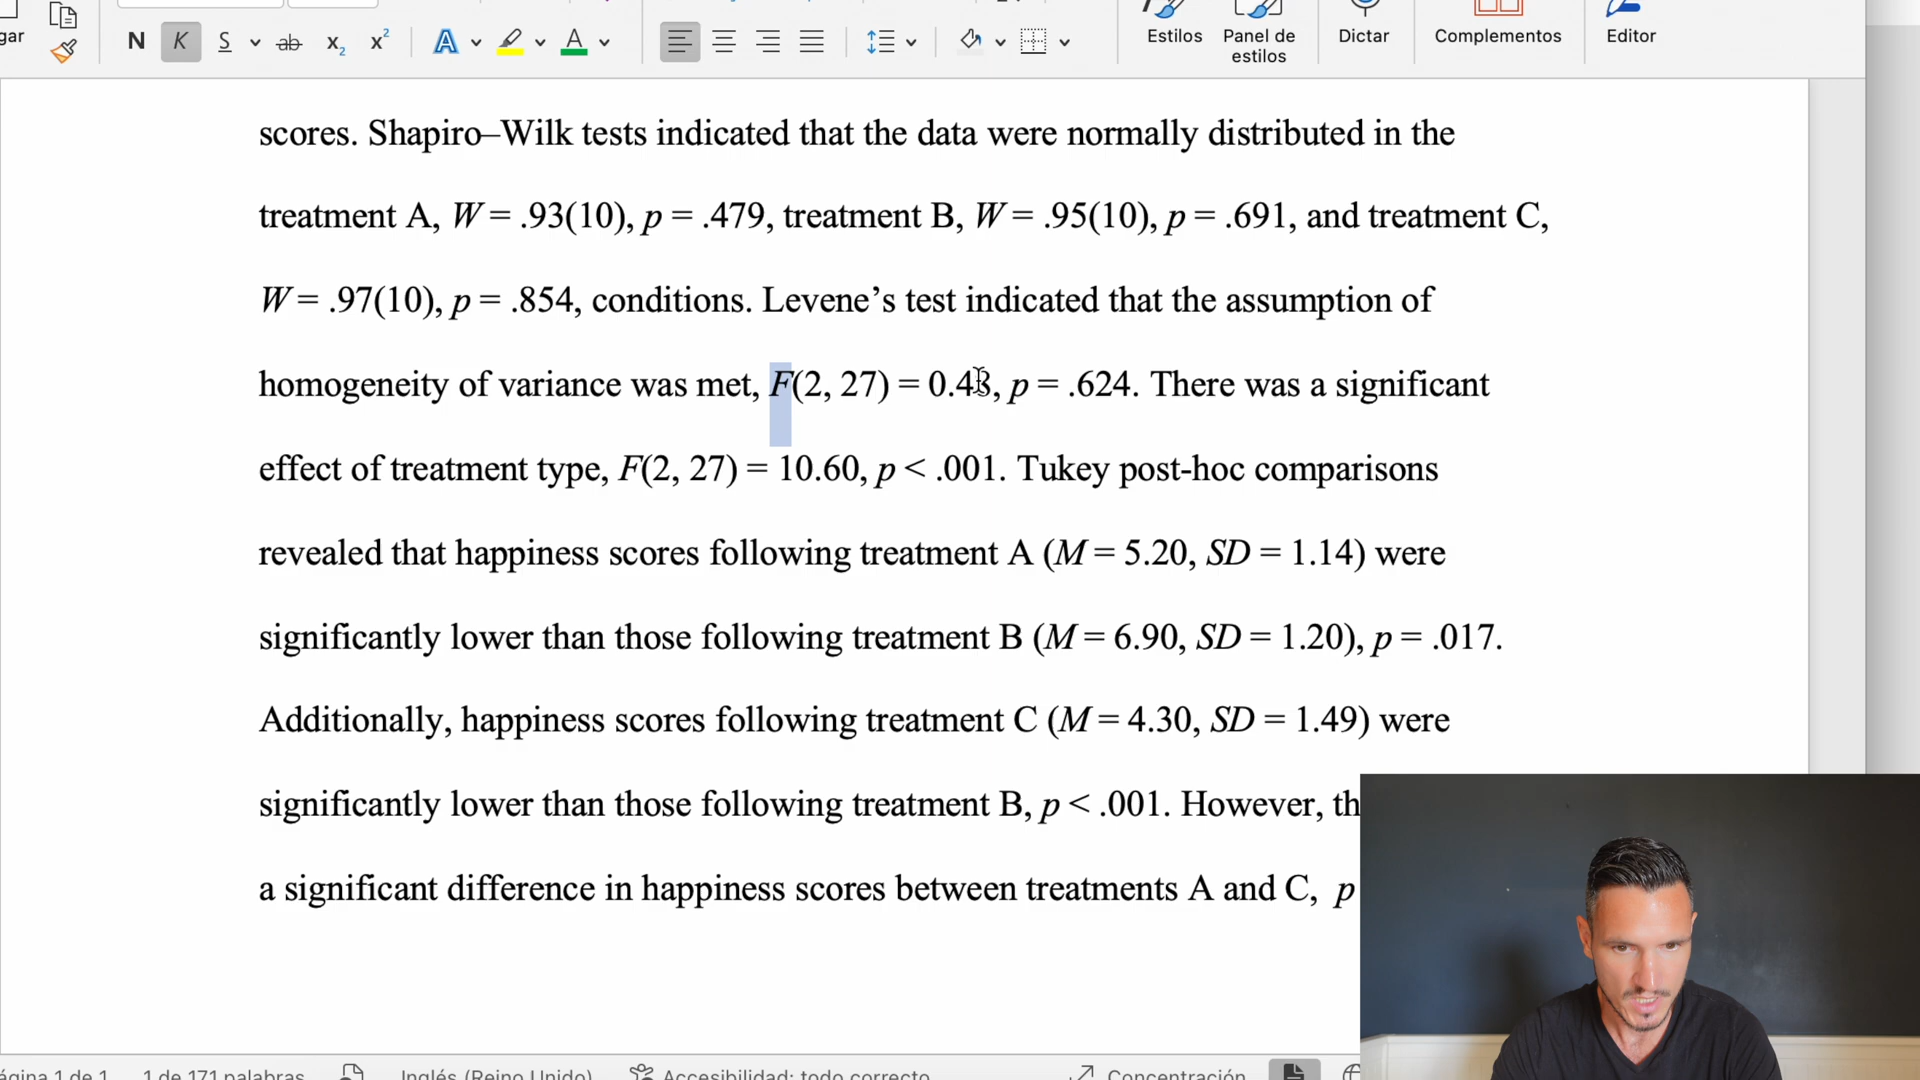 gar
N K S ab x₂ x² A A
Estilos
Panel de
estilos
Dictar
Complementos
Editor
scores. Shapiro–Wilk tests indicated that the data were normally distributed in the
treatment A, W = .93(10), p = .479, treatment B, W = .95(10), p = .691, and treatment C,
W = .97(10), p = .854, conditions. Levene’s test indicated that the assumption of
homogeneity of variance was met, F(2, 27) = 0.43, p = .624. There was a significant
effect of treatment type, F(2, 27) = 10.60, p < .001. Tukey post-hoc comparisons
revealed that happiness scores following treatment A (M = 5.20, SD = 1.14) were
significantly lower than those following treatment B (M = 6.90, SD = 1.20), p = .017.
Additionally, happiness scores following treatment C (M = 4.30, SD = 1.49) were
significantly lower than those following treatment B, p < .001. However, th
a significant difference in happiness scores between treatments A and C, p
ágina 1 de 1 1 de 171 palabras Inglés (Reino Unido) Accesibilidad: todo correcto Concentración